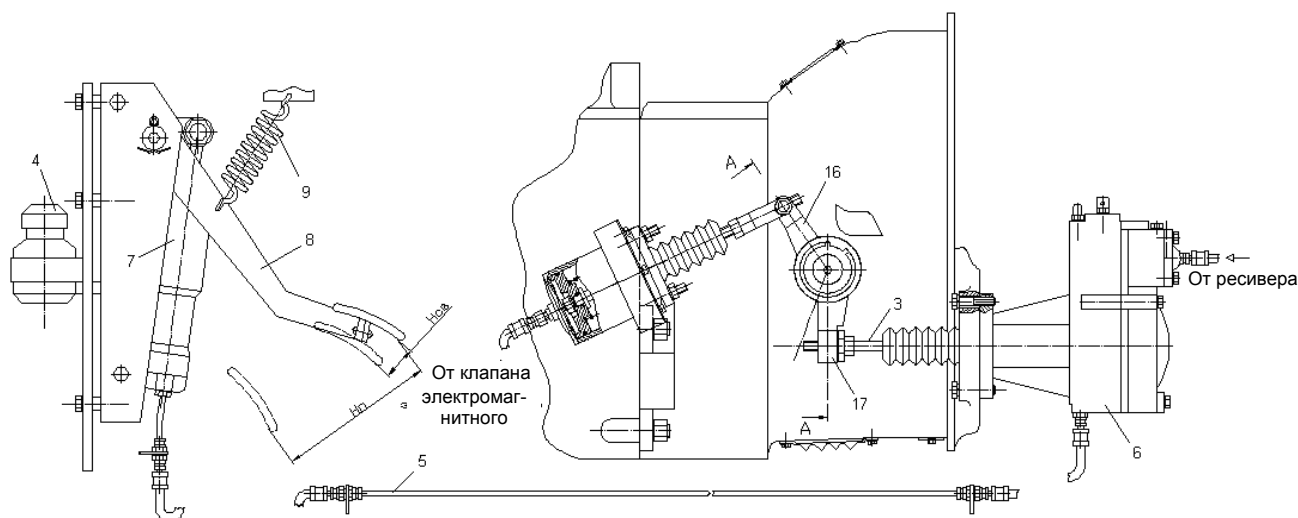 4
7
9
8
Нсв
Нп
От клапана
электромаг-
нитного
5
А
16
3
17
А
От ресивера
6